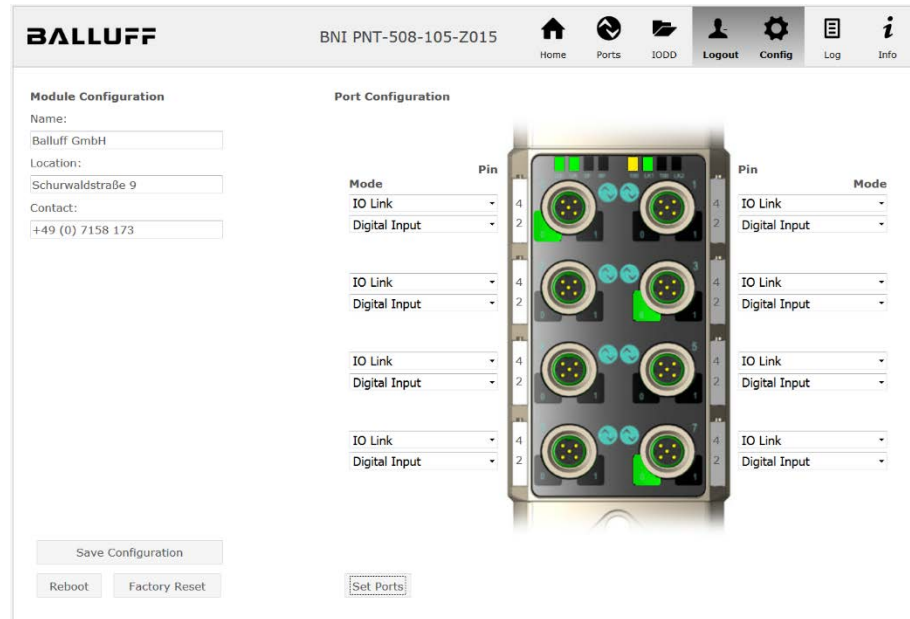 BALLUFF
BNI PNT-508-105-Z015
Home
Ports
IODD
Logout
Config
Log
Info
Module Configuration
Name:
Balluff GmbH
Location:
Schurwaldstraße 9
Contact:
+49 (0) 7158 173
Save Configuration
Reboot
Factory Reset
Port Configuration
Pin
Mode
IO Link
4
Digital Input
2
IO Link
4
Digital Input
2
IO Link
4
Digital Input
2
IO Link
4
Digital Input
2
1
3
5
7
Pin
Mode
4
IO Link
2
Digital Input
4
IO Link
2
Digital Input
4
IO Link
2
Digital Input
4
IO Link
2
Digital Input
Set Ports